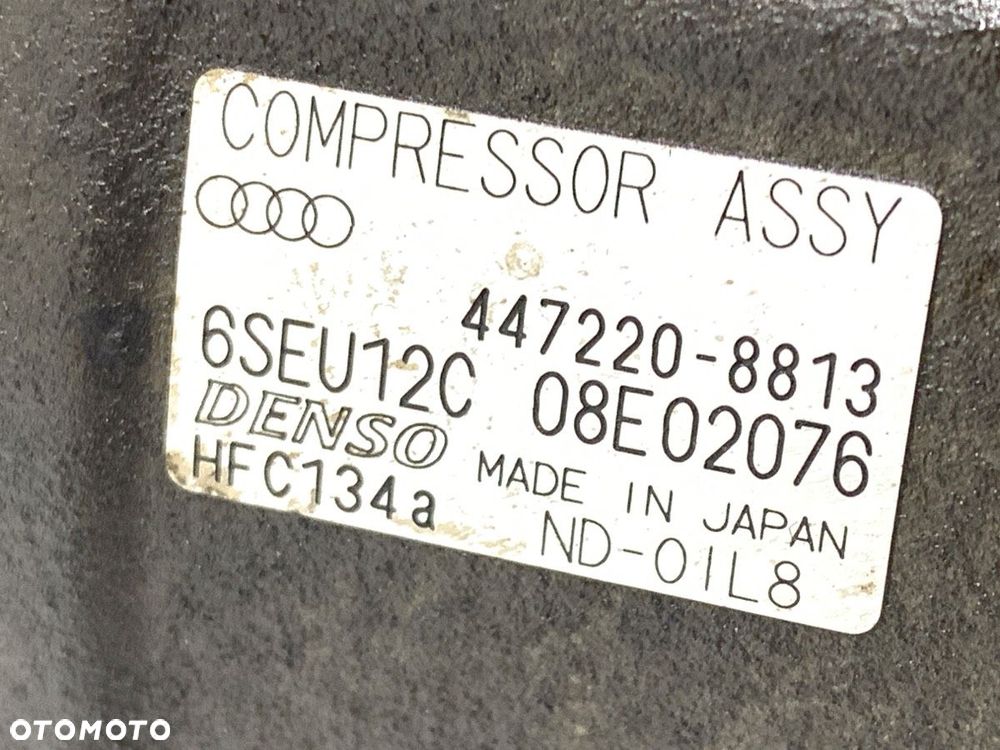 COMPRESSOR ASSY
447220-8813
6SEU12C 08E02076
DENSO MADE IN JAPAN
HFC134a ND-OIL8
OTOMOTO